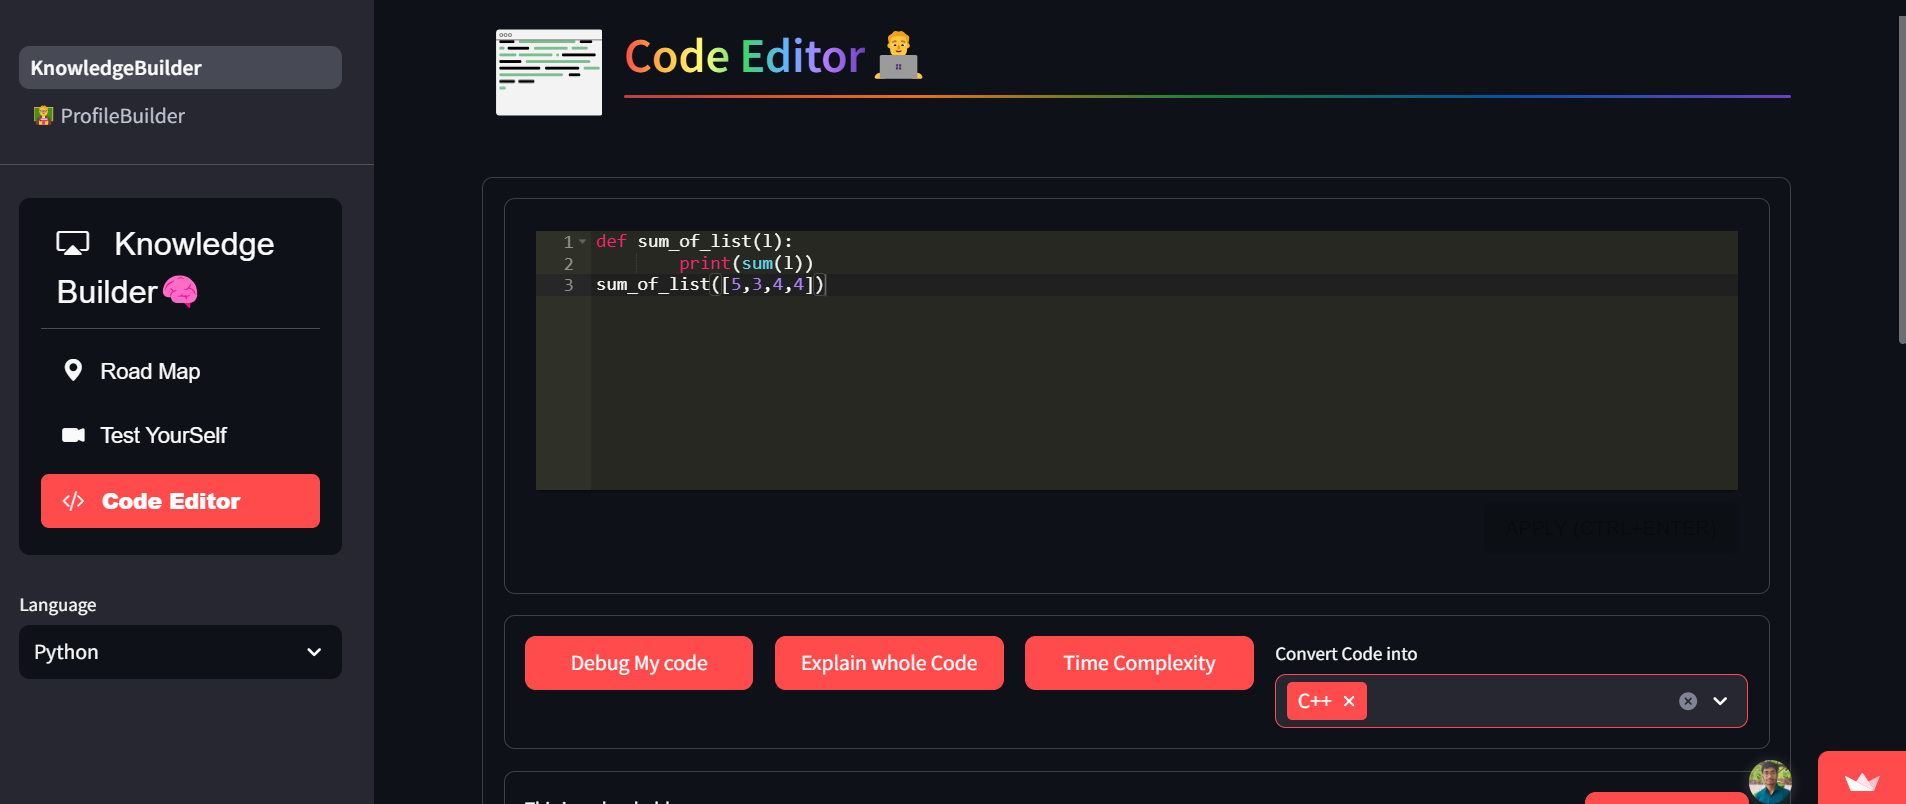 KnowledgeBuilder
ProfileBuilder
Knowledge
Builder
Road Map
Test YourSelf
Code Editor
Language
Python
Code Editor
1 def sum_of_list(l):
2 print(sum(l))
3 sum_of_list([5,3,4,4])
APPLY (CTRL+ENTER)
Debug My code
Explain whole Code
Time Complexity
Convert Code into
C++